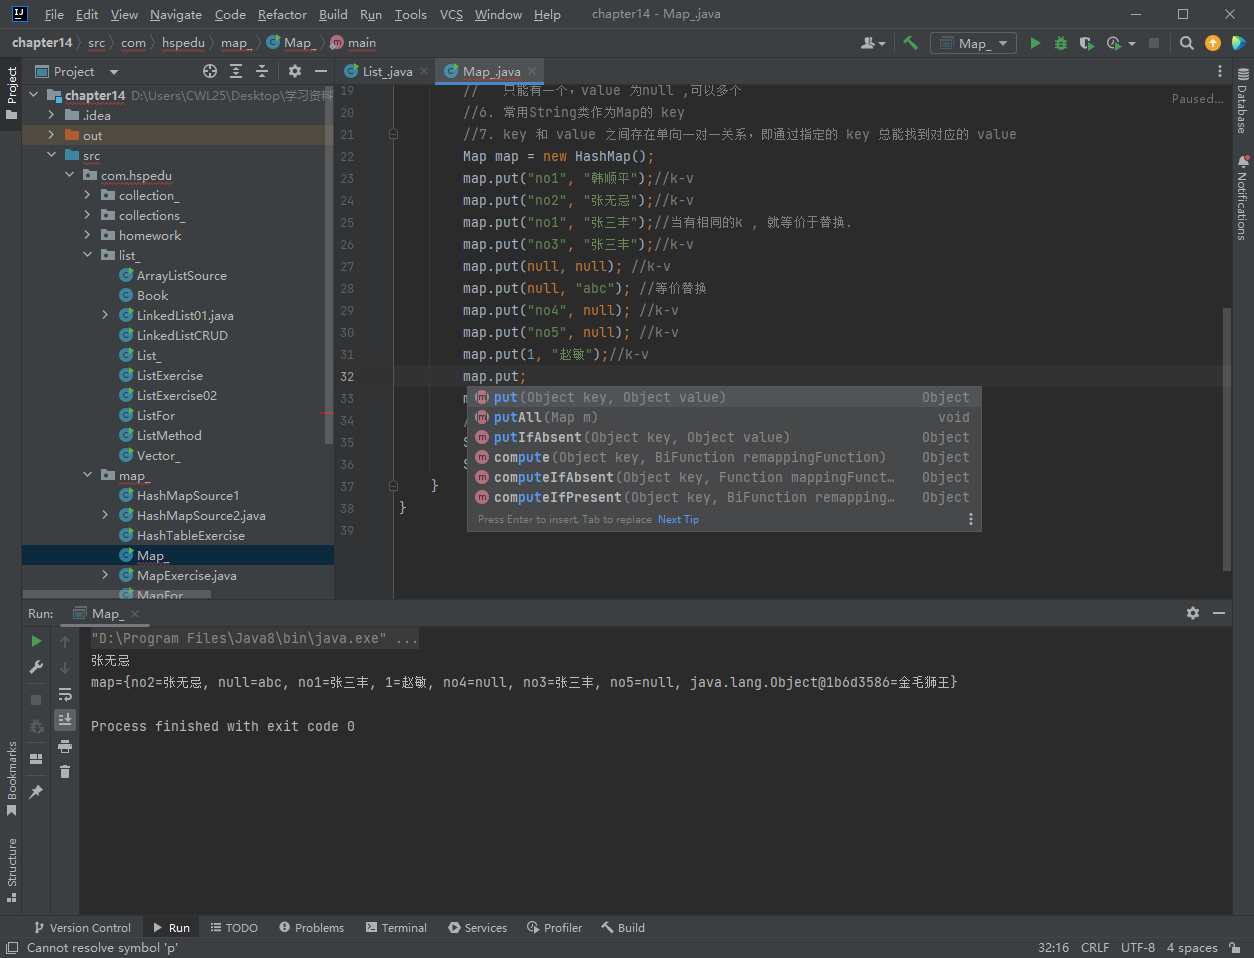 File Edit View Navigate Code Refactor Build Run Tools VCS Window Help chapter14 - Map_.java
chapter14 src com hspedu map_ Map_ main
Map_
Project
List_.java Map_.java
chapter14 D:\Users\CWL25\Desktop\学习资料
.idea
out
src
com.hspedu
collection_
collections_
homework
list_
ArrayListSource
Book
LinkedList01.java
LinkedListCRUD
List_
ListExercise
ListExercise02
ListFor
ListMethod
Vector_
map_
HashMapSource1
HashMapSource2.java
HashTableExercise
Map_
MapExercise.java
MapFor
Paused...
19 // 只能有一个，value 为null ,可以多个
20 //6. 常用String类作为Map的 key
21 //7. key 和 value 之间存在单向一对一关系，即通过指定的 key 总能找到对应的 value
22 Map map = new HashMap();
23 map.put("no1", "韩顺平");//k-v
24 map.put("no2", "张无忌");//k-v
25 map.put("no1", "张三丰");//当有相同的k , 就等价于替换.
26 map.put("no3", "张三丰");//k-v
27 map.put(null, null); //k-v
28 map.put(null, "abc"); //等价替换
29 map.put("no4", null); //k-v
30 map.put("no5", null); //k-v
31 map.put(1, "赵敏");//k-v
32 map.put;
33
34
35
36
37 }
38 }
39
put(Object key, Object value) Object
putAll(Map m) void
putIfAbsent(Object key, Object value) Object
compute(Object key, BiFunction remappingFunction) Object
computeIfAbsent(Object key, Function mappingFunct... Object
computeIfPresent(Object key, BiFunction remapping... Object
Press Enter to insert, Tab to replace Next Tip
Project
Bookmarks
Structure
Database
Notifications
Run: Map_
"D:\Program Files\Java8\bin\java.exe" ...
张无忌
map={no2=张无忌, null=abc, no1=张三丰, 1=赵敏, no4=null, no3=张三丰, no5=null, java.lang.Object@1b6d3586=金毛狮王}
Process finished with exit code 0
Version Control Run TODO Problems Terminal Services Profiler Build
Cannot resolve symbol 'p' 32:16 CRLF UTF-8 4 spaces